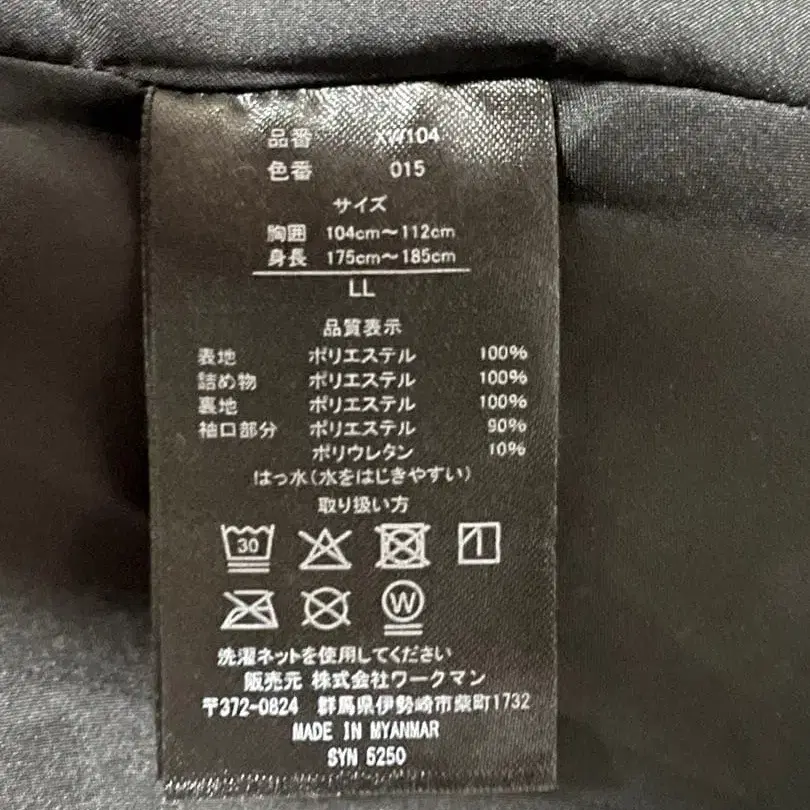 品番 XW104
色番 015
サイズ
胸囲 104cm～112cm
身長 175cm～185cm
LL
品質表示
表地 ポリエステル 100%
詰め物 ポリエステル 100%
裏地 ポリエステル 100%
袖口部分 ポリエステル 90%
ポリウレタン 10%
はっ水(水をはじきやすい)
取り扱い方
30
W
洗濯ネットを使用してください
販売元 株式会社ワークマン
〒372-0824 群馬県伊勢崎市柴町1732
MADE IN MYANMAR
SYN 5250